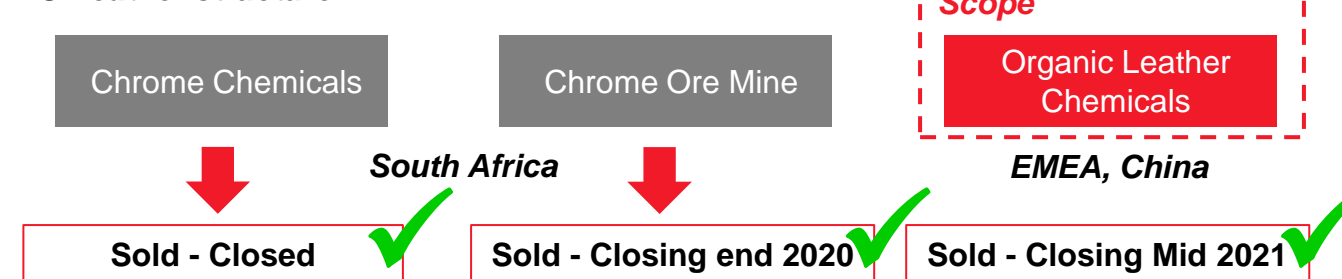 Scope
Chrome Chemicals
Chrome Ore Mine
Organic Leather
Chemicals
South Africa
EMEA, China
Sold - Closed
Sold - Closing end 2020
Sold - Closing Mid 2021